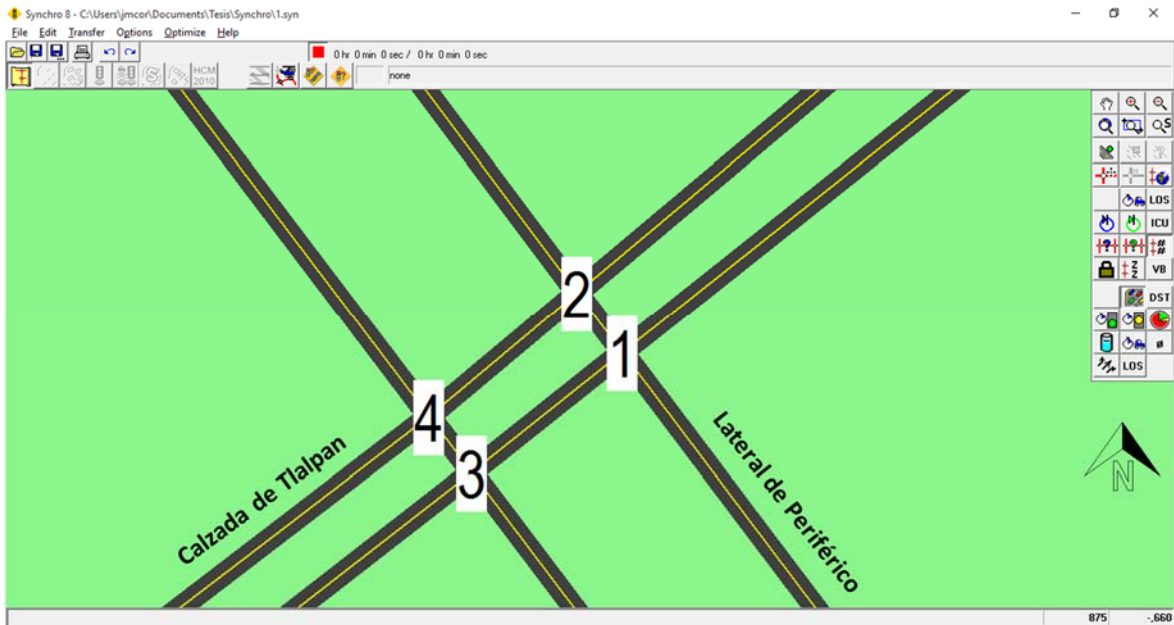 Synchro 8 - C:\Users\jmcor\Documents\Tesis\Synchro\1.syn
File Edit Transfer Options Optimize Help
0 hr 0 min 0 sec / 0 hr 0 min 0 sec
HCM
2010
none
S
LOS
ICU
VB
DST
LOS
2
1
4
3
Calzada de Tlalpan
Lateral de Periférico
N
875 -,660